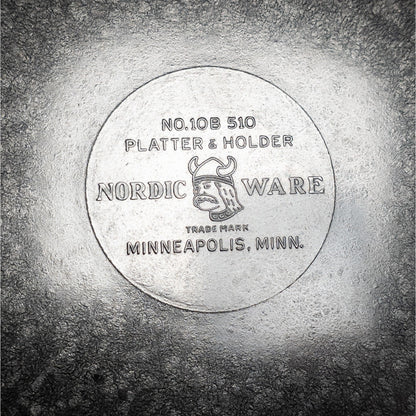 NO.10B 510
PLATTER & HOLDER
NORDIC WARE
TRADE MARK
MINNEAPOLIS, MINN.